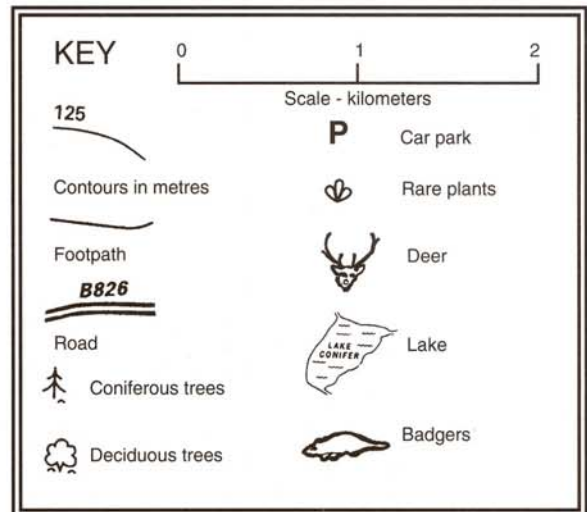 KEY
0 1 2
Scale - kilometers
125
Contours in metres
Footpath
B826
Road
Coniferous trees
Deciduous trees
P Car park
Rare plants
Deer
LAKE
CONIFER
Lake
Badgers